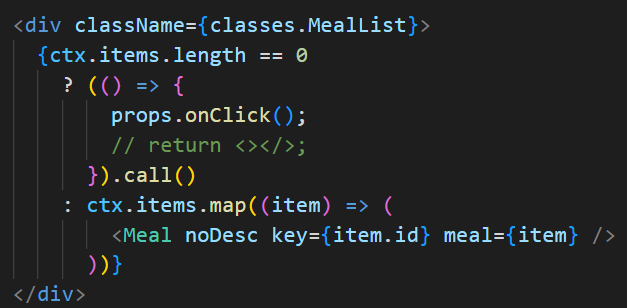 <div className={classes.MealList}>
{ctx.items.length == 0
? (() => {
props.onClick();
// return <></>;
}).call()
: ctx.items.map((item) => (
<Meal noDesc key={item.id} meal={item} />
))}
</div>